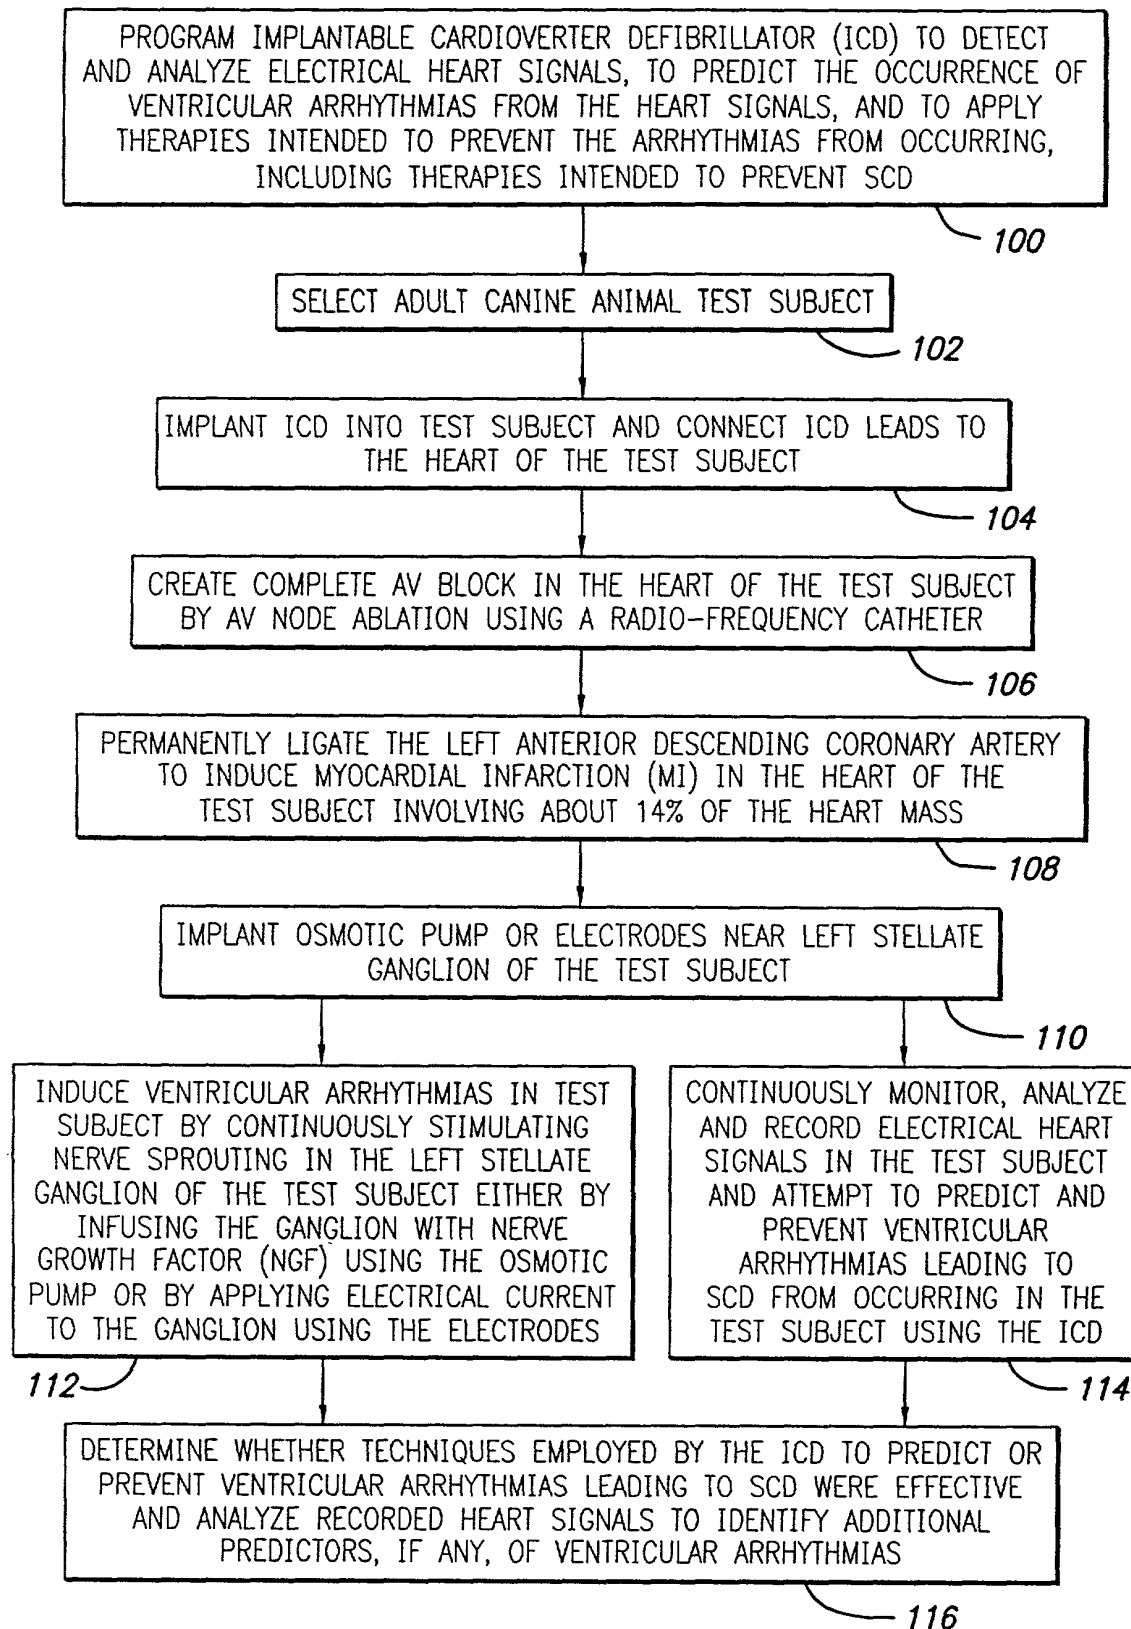 PROGRAM IMPLANTABLE CARDIOVERTER DEFIBRILLATOR (ICD) TO DETECT
AND ANALYZE ELECTRICAL HEART SIGNALS, TO PREDICT THE OCCURRENCE OF
VENTRICULAR ARRHYTHMIAS FROM THE HEART SIGNALS, AND TO APPLY
THERAPIES INTENDED TO PREVENT THE ARRHYTHMIAS FROM OCCURRING,
INCLUDING THERAPIES INTENDED TO PREVENT SCD
100
SELECT ADULT CANINE ANIMAL TEST SUBJECT
102
IMPLANT ICD INTO TEST SUBJECT AND CONNECT ICD LEADS TO
THE HEART OF THE TEST SUBJECT
104
CREATE COMPLETE AV BLOCK IN THE HEART OF THE TEST SUBJECT
BY AV NODE ABLATION USING A RADIO-FREQUENCY CATHETER
106
PERMANENTLY LIGATE THE LEFT ANTERIOR DESCENDING CORONARY ARTERY
TO INDUCE MYOCARDIAL INFARCTION (MI) IN THE HEART OF THE
TEST SUBJECT INVOLVING ABOUT 14% OF THE HEART MASS
108
IMPLANT OSMOTIC PUMP OR ELECTRODES NEAR LEFT STELLATE
GANGLION OF THE TEST SUBJECT
110
INDUCE VENTRICULAR ARRHYTHMIAS IN TEST
SUBJECT BY CONTINUOUSLY STIMULATING
NERVE SPROUTING IN THE LEFT STELLATE
GANGLION OF THE TEST SUBJECT EITHER BY
INFUSING THE GANGLION WITH NERVE
GROWTH FACTOR (NGF) USING THE OSMOTIC
PUMP OR BY APPLYING ELECTRICAL CURRENT
TO THE GANGLION USING THE ELECTRODES
112
CONTINUOUSLY MONITOR, ANALYZE
AND RECORD ELECTRICAL HEART
SIGNALS IN THE TEST SUBJECT
AND ATTEMPT TO PREDICT AND
PREVENT VENTRICULAR
ARRHYTHMIAS LEADING TO
SCD FROM OCCURRING IN THE
TEST SUBJECT USING THE ICD
114
DETERMINE WHETHER TECHNIQUES EMPLOYED BY THE ICD TO PREDICT OR
PREVENT VENTRICULAR ARRHYTHMIAS LEADING TO SCD WERE EFFECTIVE
AND ANALYZE RECORDED HEART SIGNALS TO IDENTIFY ADDITIONAL
PREDICTORS, IF ANY, OF VENTRICULAR ARRHYTHMIAS
116